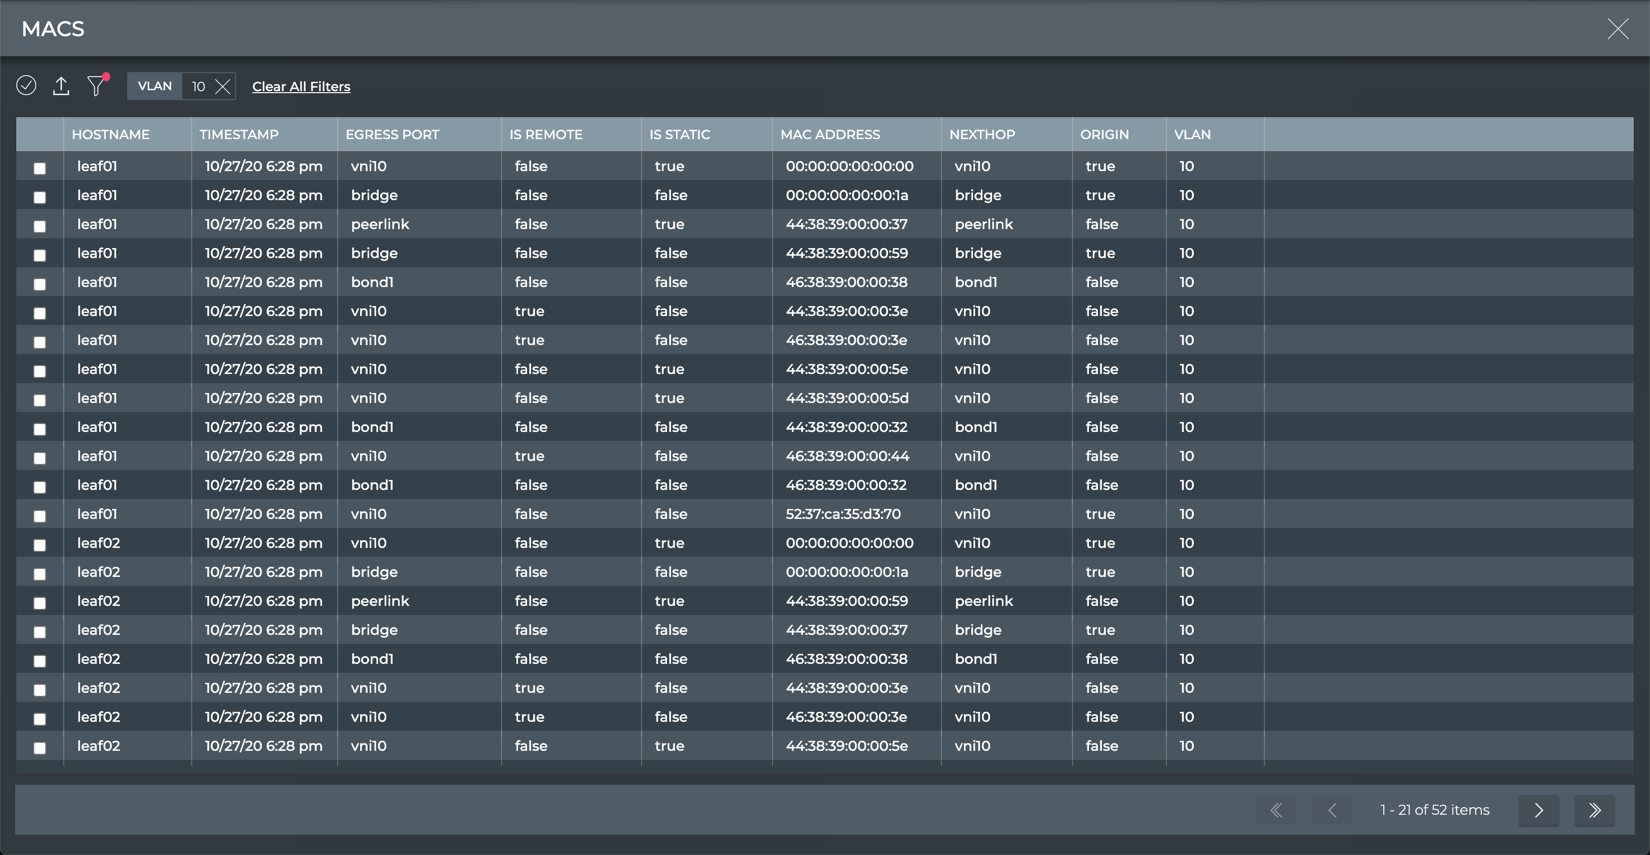 MACS
VLAN 10 Clear All Filters
HOSTNAME TIMESTAMP EGRESS PORT IS REMOTE IS STATIC MAC ADDRESS NEXTHOP ORIGIN VLAN
leaf01 10/27/20 6:28 pm vni10 false true 00:00:00:00:00:00 vni10 true 10
leaf01 10/27/20 6:28 pm bridge false false 00:00:00:00:00:1a bridge true 10
leaf01 10/27/20 6:28 pm peerlink false true 44:38:39:00:00:37 peerlink false 10
leaf01 10/27/20 6:28 pm bridge false false 44:38:39:00:00:59 bridge true 10
leaf01 10/27/20 6:28 pm bond1 false false 46:38:39:00:00:38 bond1 false 10
leaf01 10/27/20 6:28 pm vni10 true false 44:38:39:00:00:3e vni10 false 10
leaf01 10/27/20 6:28 pm vni10 true false 46:38:39:00:00:3e vni10 false 10
leaf01 10/27/20 6:28 pm vni10 false true 44:38:39:00:00:5e vni10 false 10
leaf01 10/27/20 6:28 pm vni10 false true 44:38:39:00:00:5d vni10 false 10
leaf01 10/27/20 6:28 pm bond1 false false 44:38:39:00:00:32 bond1 false 10
leaf01 10/27/20 6:28 pm vni10 true false 46:38:39:00:00:44 vni10 false 10
leaf01 10/27/20 6:28 pm bond1 false false 46:38:39:00:00:32 bond1 false 10
leaf01 10/27/20 6:28 pm vni10 false false 52:37:ca:35:d3:70 vni10 true 10
leaf02 10/27/20 6:28 pm vni10 false true 00:00:00:00:00:00 vni10 true 10
leaf02 10/27/20 6:28 pm bridge false false 00:00:00:00:00:1a bridge true 10
leaf02 10/27/20 6:28 pm peerlink false true 44:38:39:00:00:59 peerlink false 10
leaf02 10/27/20 6:28 pm bridge false false 44:38:39:00:00:37 bridge true 10
leaf02 10/27/20 6:28 pm bond1 false false 46:38:39:00:00:38 bond1 false 10
leaf02 10/27/20 6:28 pm vni10 true false 44:38:39:00:00:3e vni10 false 10
leaf02 10/27/20 6:28 pm vni10 true false 46:38:39:00:00:3e vni10 false 10
leaf02 10/27/20 6:28 pm vni10 false true 44:38:39:00:00:5e vni10 false 10
1 - 21 of 52 items